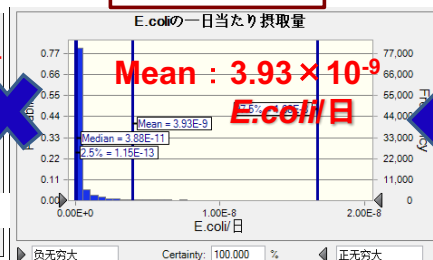 E.coliの一日当たり摂取量
0.77
0.66
0.55
0.44
0.33
0.22
0.11
0.00
77,000
66,000
55,000
44,000
33,000
22,000
11,000
0
Mean：3.93×10-9
E.coli/日
Mean = 3.93E-9
Median = 3.88E-11
2.5% = 1.15E-13
0.00E+0
1.00E-8
2.00E-8
E.coli/日
负无穷大
Certainty: 100.000 %
正无穷大